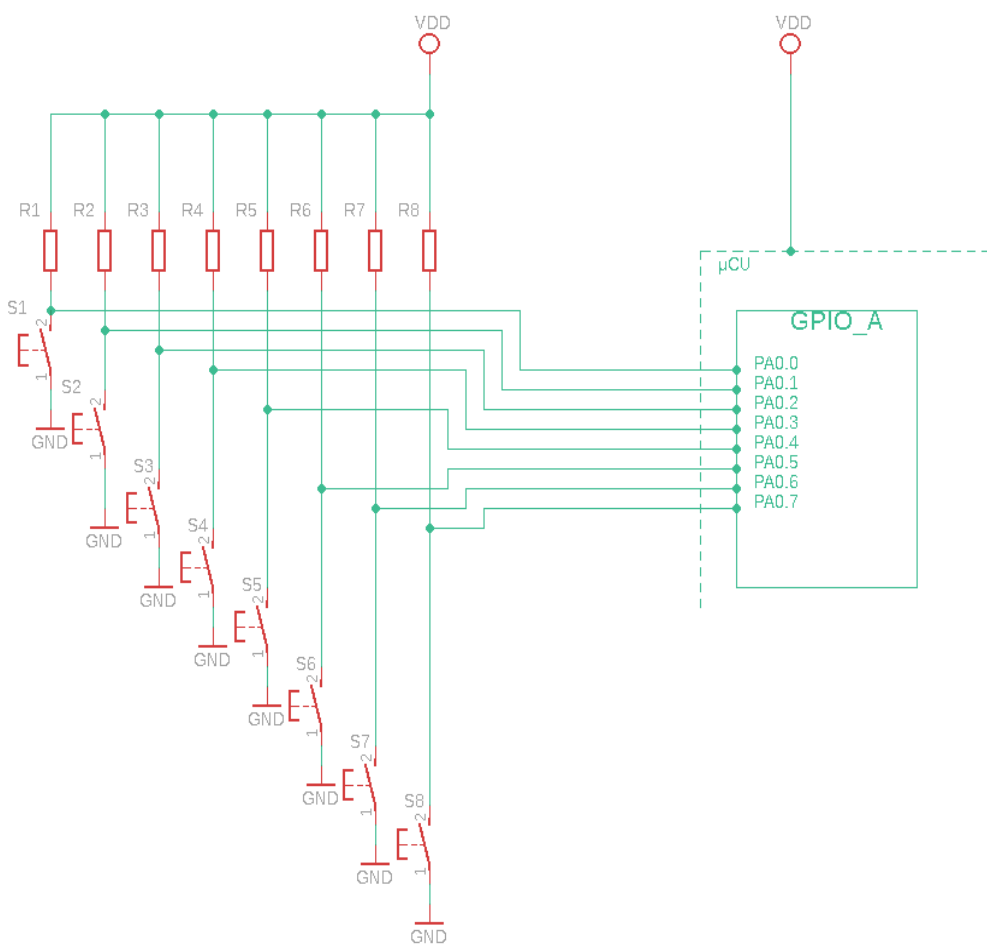 VDD
VDD
R1 R2 R3 R4 R5 R6 R7 R8
µCU
S1
2
1
GND
GPIO_A
PA0.0
PA0.1
PA0.2
PA0.3
PA0.4
PA0.5
PA0.6
PA0.7
S2
2
1
GND
S3
2
1
GND
S4
2
1
GND
S5
2
1
GND
S6
2
1
GND
S7
2
1
GND
S8
2
1
GND